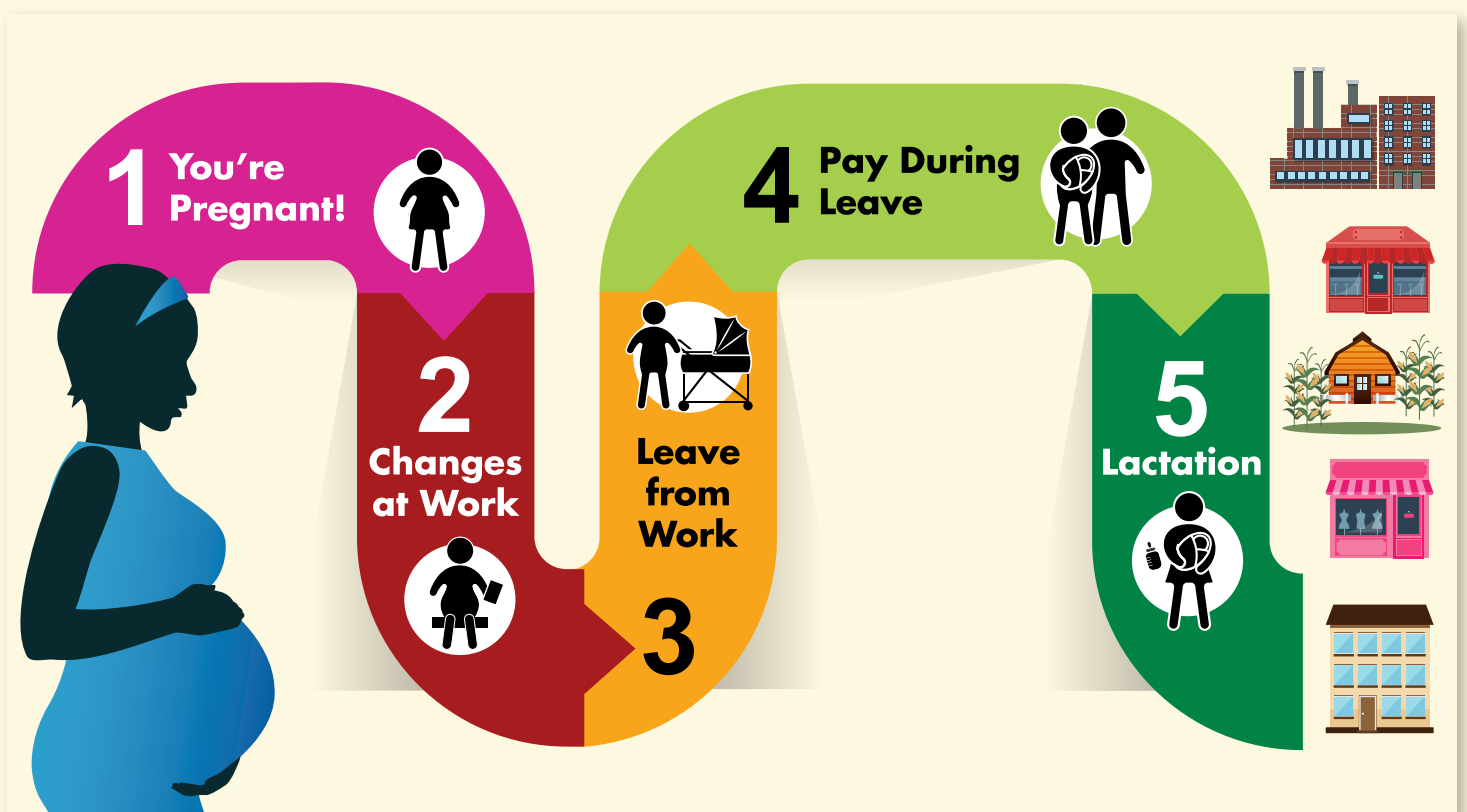 1
You're
Pregnant!
2
Changes
at Work
Leave
from
Work
3
4
Pay During
Leave
5
Lactation